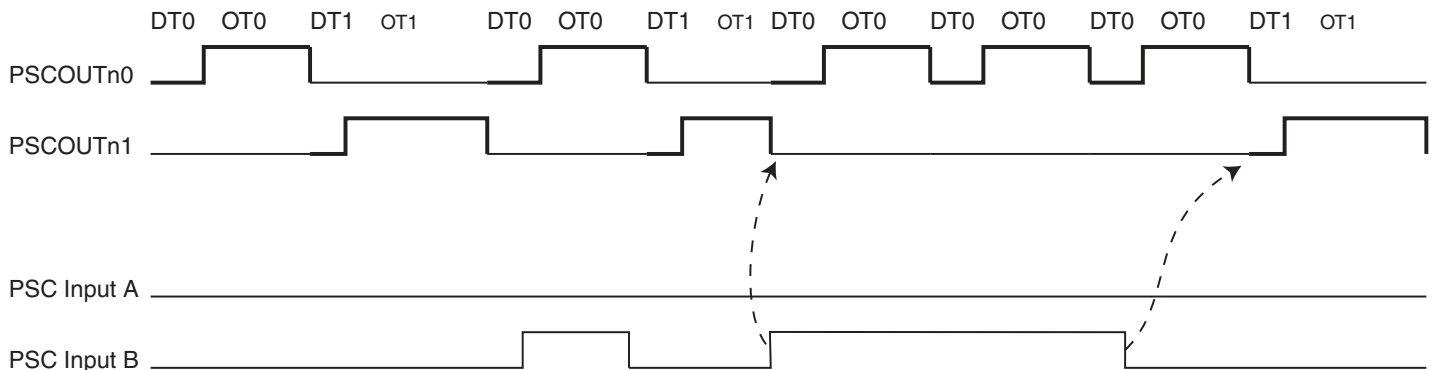 DT0 OT0 DT1 OT1 DT0 OT0 DT1 OT1 DT0 OT0 DT0 OT0 DT0 OT0 DT1 OT1
PSCOUTn0
PSCOUTn1
PSC Input A
PSC Input B